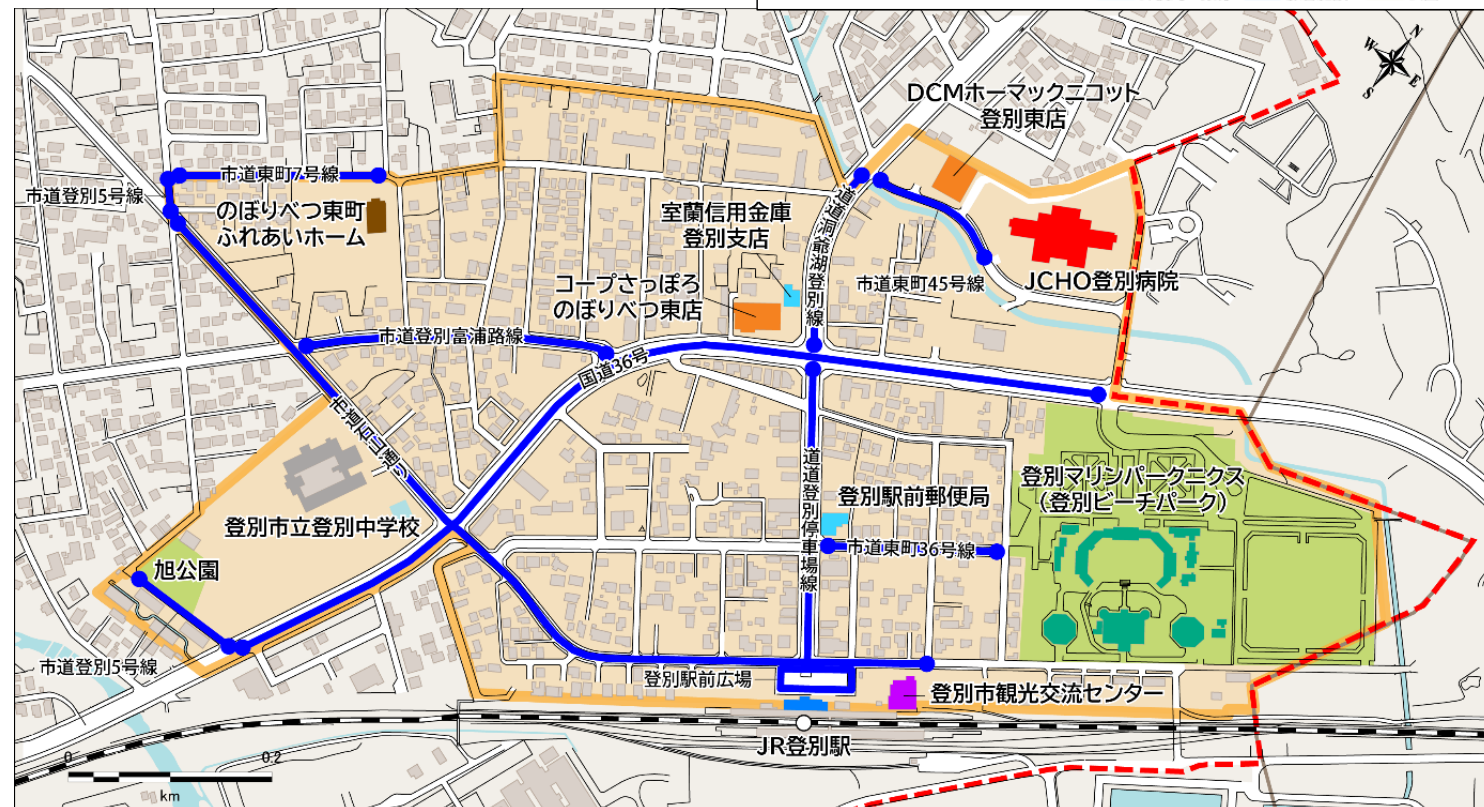 N
W
E
S
DCMホーマックニコット
登別東店
市道東町7号線
市道登別5号線
のぼりべつ東町
ふれあいホーム
室蘭信用金庫
登別支店
道道洞爺湖登別線
コープさっぽろ
のぼりべつ東店
市道東町45号線
JCHO登別病院
市道登別富浦路線
国道36号
市道石山通り
登別市立登別中学校
道道登別停車場線
登別駅前郵便局
登別マリンパークニクス
(登別ビーチパーク)
市道東町36号線
旭公園
市道登別5号線
登別駅前広場
登別市観光交流センター
JR登別駅
0 0.2
km